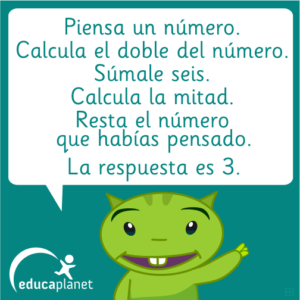 Piensa un número.
Calcula el doble del número.
Súmale seis.
Calcula la mitad.
Resta el número
que habías pensado.
La respuesta es 3.
educaplanet